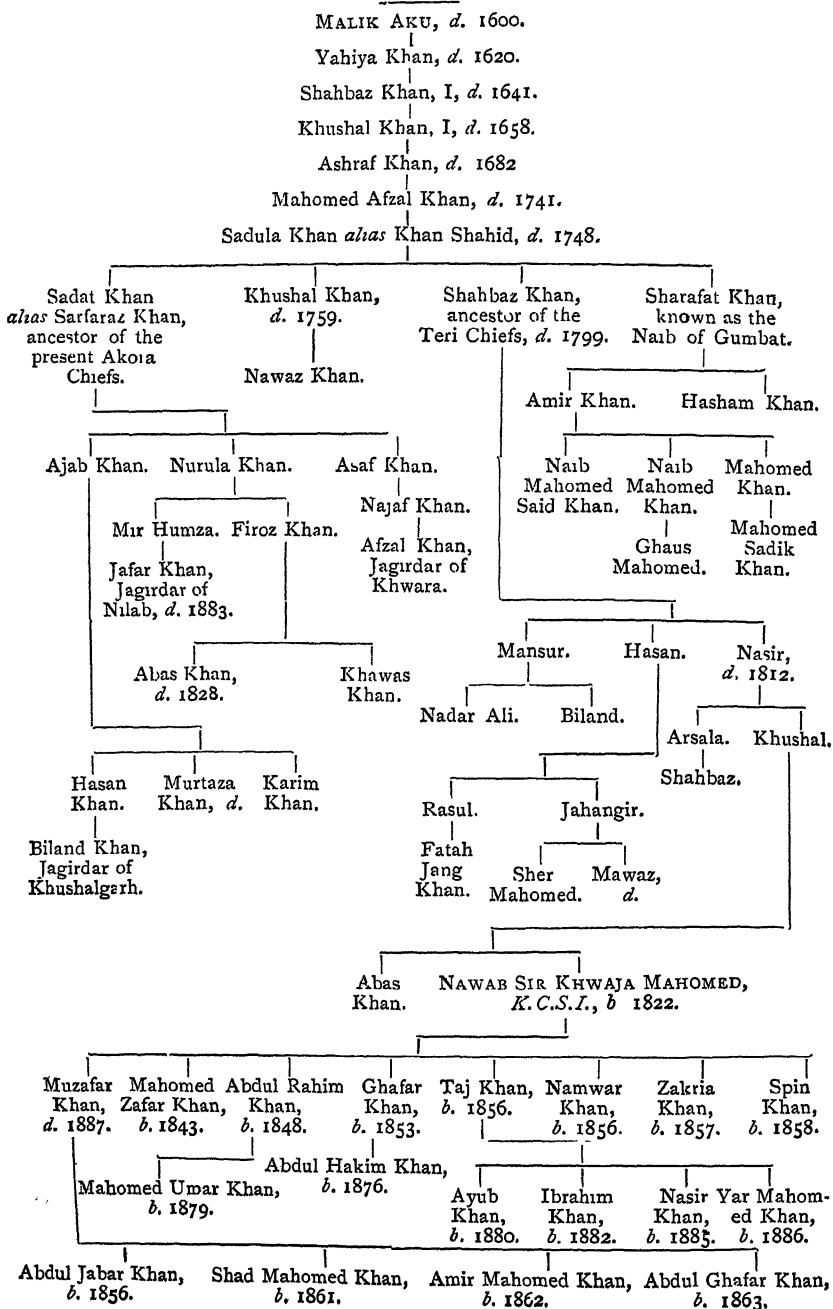 MALIK AKU, d. 1600.
Yahiya Khan, d. 1620.
Shahbaz Khan, I, d. 1641.
Khushal Khan, I, d. 1658.
Ashraf Khan, d. 1682
Mahomed Afzal Khan, d. 1741.
Sadula Khan alias Khan Shahid, d. 1748.
Sadat Khan
alias Sarfaraz Khan,
ancestor of the
present Akora
Chiefs.
Khushal Khan,
d. 1759.
Nawaz Khan.
Shahbaz Khan,
ancestor of the
Teri Chiefs, d. 1799.
Sharafat Khan,
known as the
Naib of Gumbat.
Amir Khan.
Hasham Khan.
Ajab Khan.
Nurula Khan.
Asaf Khan.
Naib
Mahomed
Said Khan.
Naib
Mahomed
Khan.
Mahomed
Khan.
Najaf Khan.
Mir Humza.
Firoz Khan.
Afzal Khan,
Jagirdar of
Khwara.
Ghaus
Mahomed.
Mahomed
Sadik
Khan.
Jafar Khan,
Jagirdar of
Nilab, d. 1883.
Abas Khan,
d. 1828.
Khawas
Khan.
Mansur.
Hasan.
Nasir,
d. 1812.
Nadar Ali.
Biland.
Arsala.
Khushal.
Shahbaz.
Hasan
Khan.
Murtaza
Khan, d.
Karim
Khan.
Rasul.
Jahangir.
Biland Khan,
Jagirdar of
Khushalgarh.
Fatah
Jang
Khan.
Sher
Mahomed.
Mawaz,
d.
Abas
Khan.
NAWAB SIR KHWAJA MAHOMED,
K.C.S.I., b 1822.
Muzafar
Khan,
d. 1887.
Mahomed
Zafar Khan,
b. 1843.
Abdul Rahim
Khan,
b. 1848.
Ghafar
Khan,
b. 1853.
Taj Khan,
b. 1856.
Namwar
Khan,
b. 1856.
Zakria
Khan,
b. 1857.
Spin
Khan,
b. 1858.
Mahomed Umar Khan,
b. 1879.
Abdul Hakim Khan,
b. 1876.
Ayub
Khan,
b. 1880.
Ibrahim
Khan,
b. 1882.
Nasir
Khan,
b. 1885.
Yar Mahom-
ed Khan,
b. 1886.
Abdul Jabar Khan,
b. 1856.
Shad Mahomed Khan,
b. 1861.
Amir Mahomed Khan,
b. 1862.
Abdul Ghafar Khan,
b. 1863.